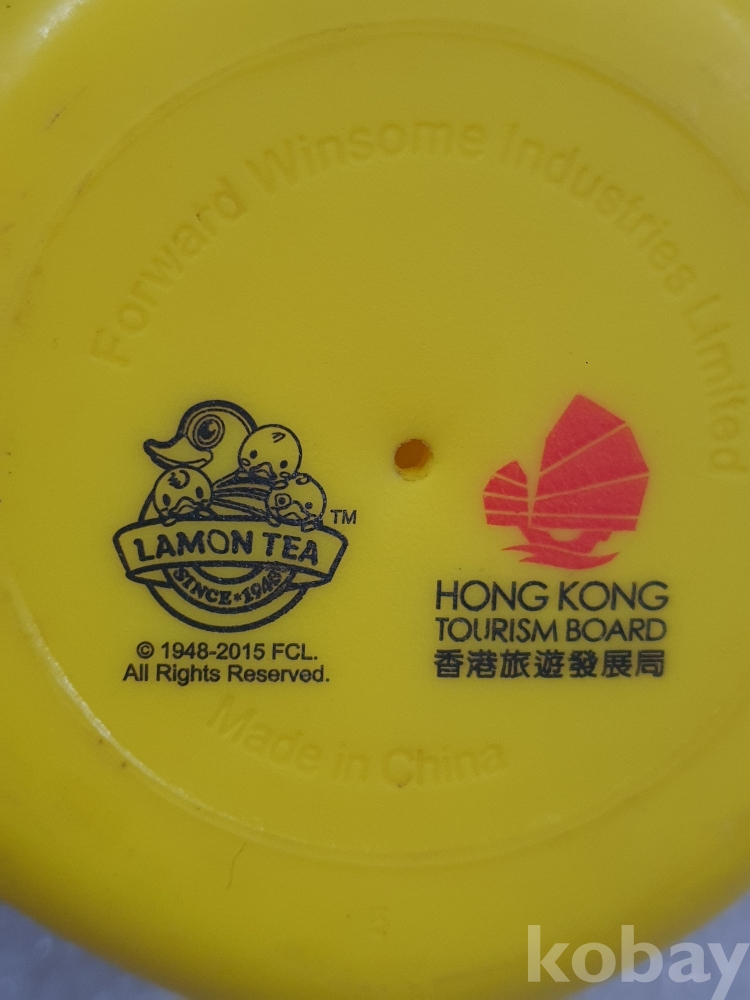 Forward Winsome Industries Limited
LAMON TEA
TM
SINCE★1948
© 1948-2015 FCL.
All Rights Reserved.
HONG KONG
TOURISM BOARD
香港旅遊發展局
Made in China
kobay